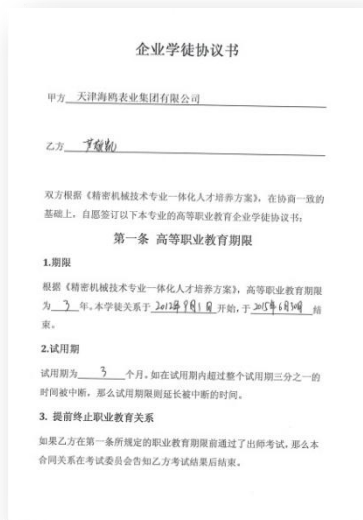 企业学徒协议书
甲方 天津海鸥表业集团有限公司
乙方
双方根据《精密机械技术专业一体化人才培养方案》，在协商一致的
基础上，自愿签订以下本专业的高等职业教育企业学徒协议书：
第一条 高等职业教育期限
1.期限
根据《精密机械技术专业一体化人才培养方案》，高等职业教育期限
为 3 年。本学徒关系于 2012年9月1日 开始，于 2015年6月30日 结
束。
2.试用期
试用期为 3 个月。如在试用期内超过整个试用期三分之一的
时间被中断，那么试用期限则延长被中断的时间。
3. 提前终止职业教育关系
如果乙方在第一条所规定的职业教育期限前通过了出师考试，那么本
合同关系在考试委员会告知乙方考试结果后结束。